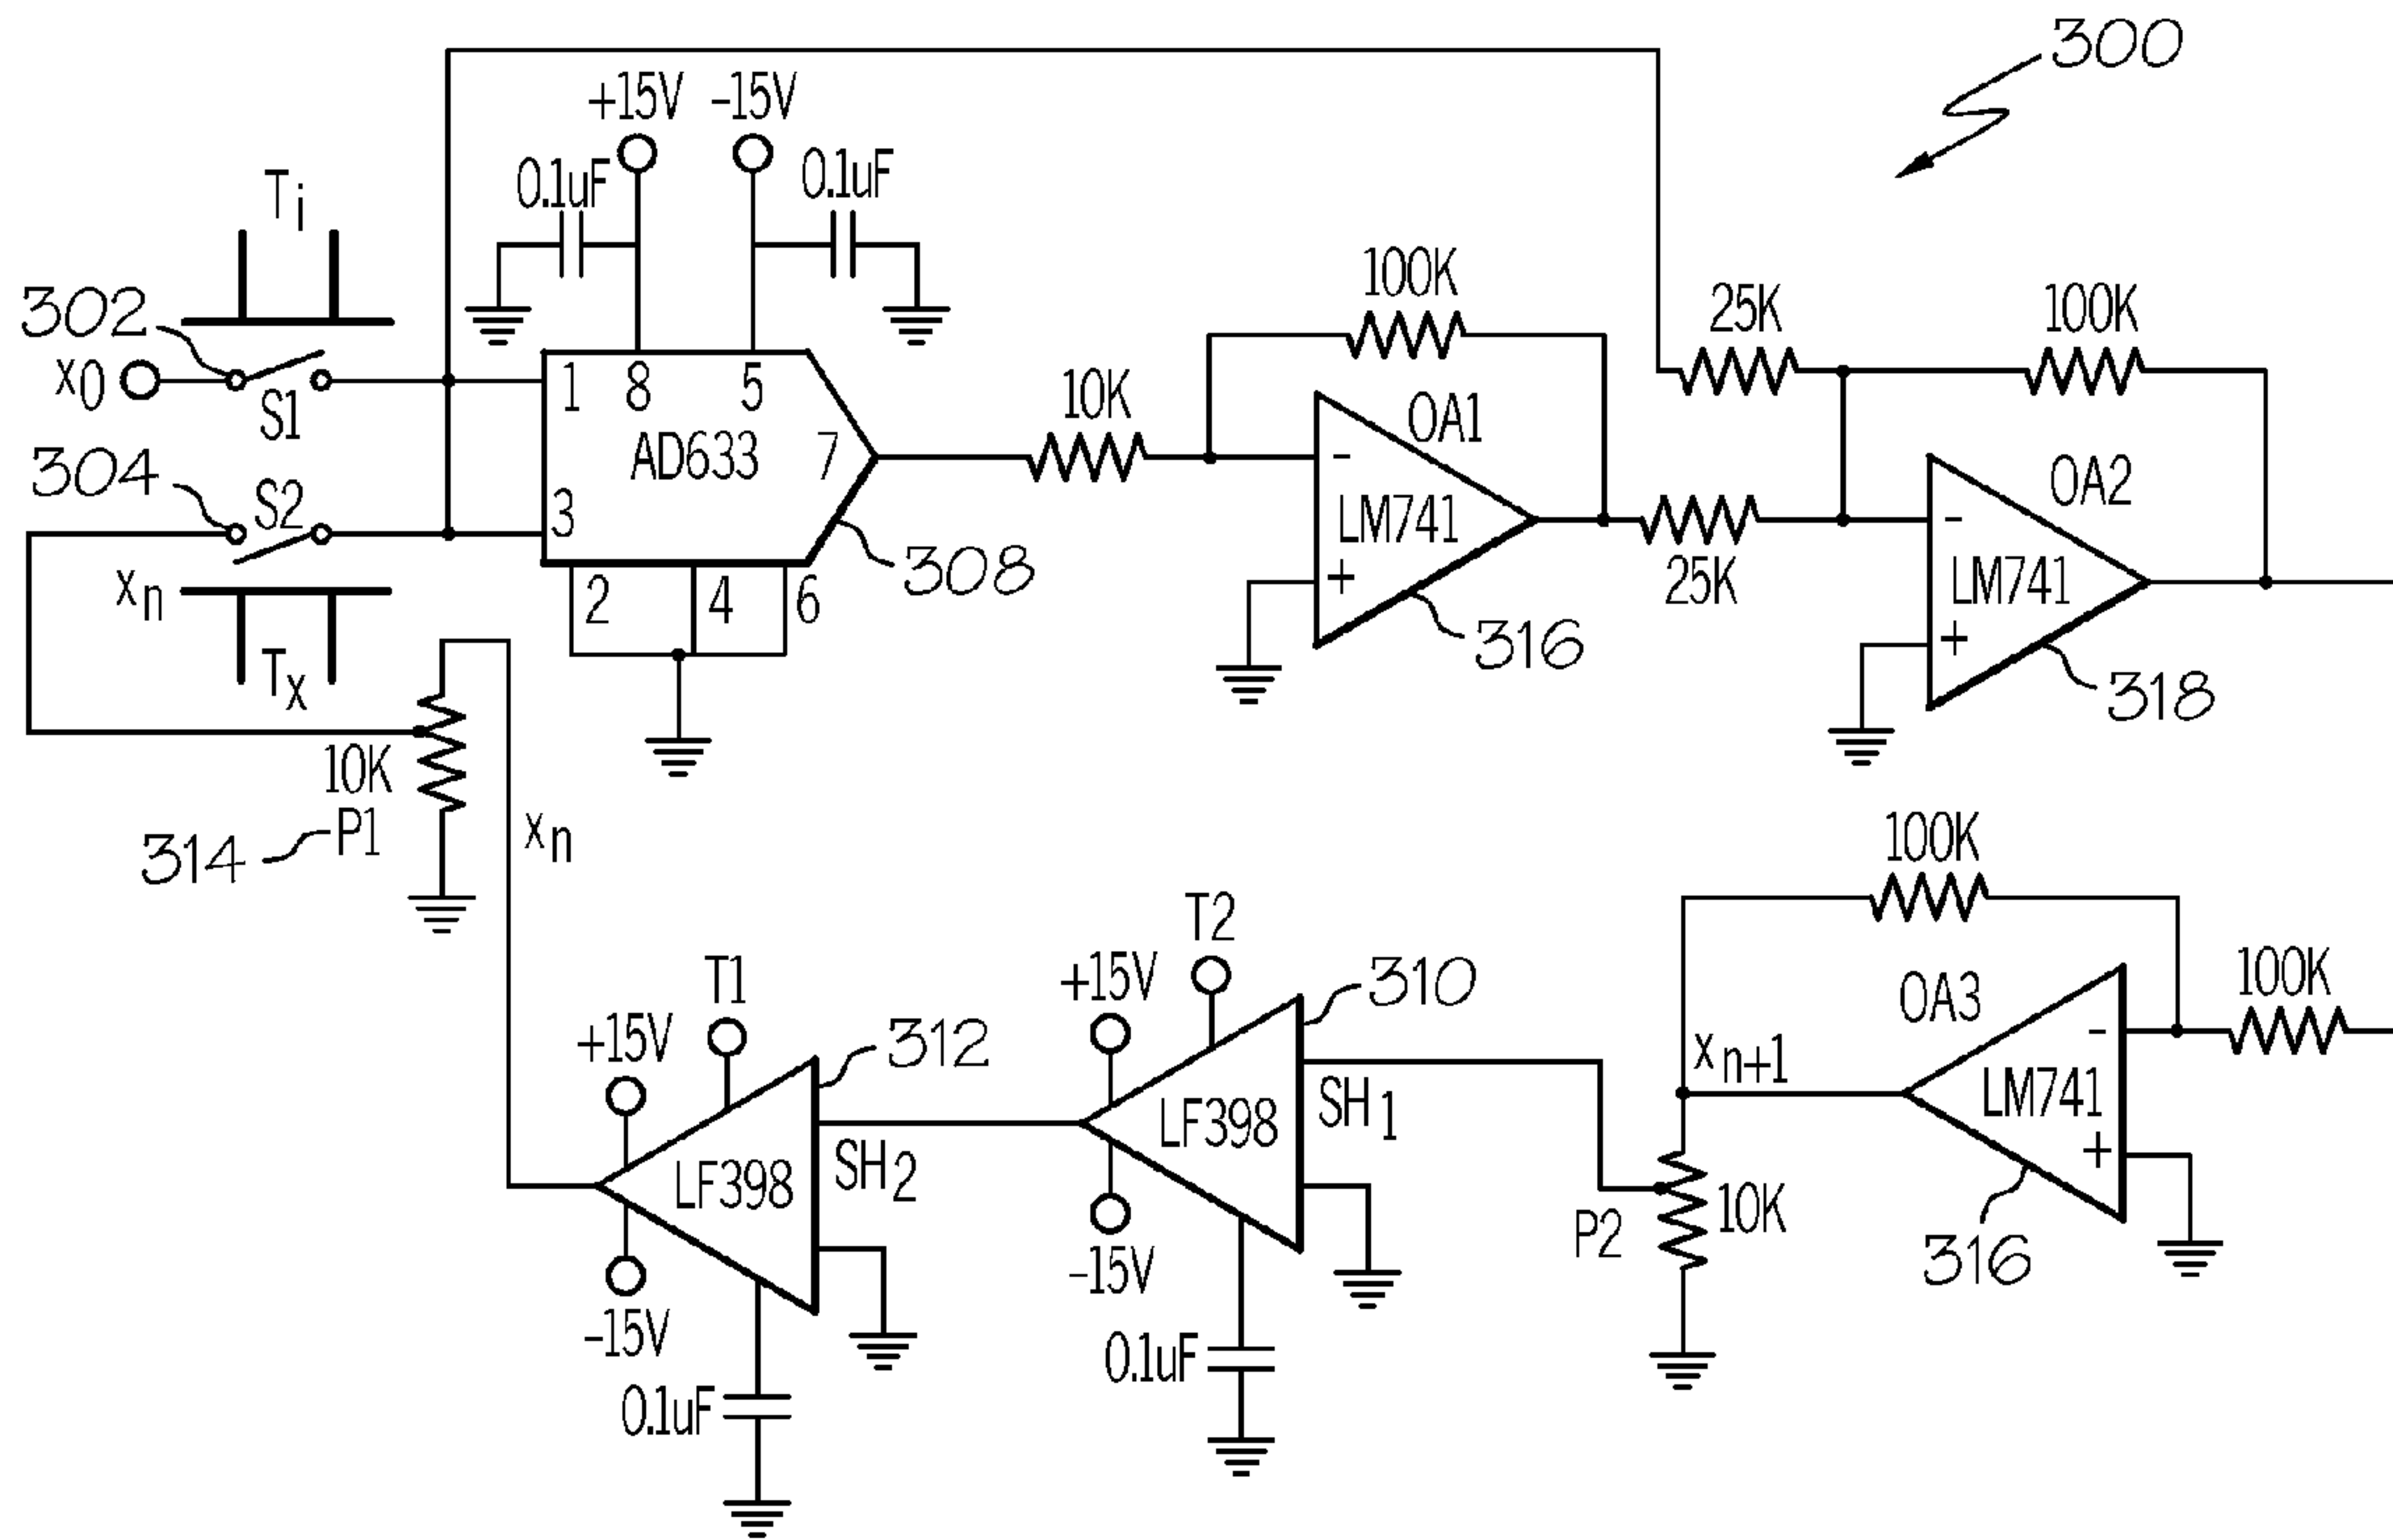 300
+15V -15V
0.1uF
0.1uF
Ti
302
x0
S1
1
8
5
AD633
7
304
S2
3
xn
Tx
2
4
6
308
10K
100K
OA1
-
LM741
+
316
25K
25K
100K
OA2
-
LM741
+
318
10K
P1
314
xn
T1
+15V
312
LF398
SH2
-15V
0.1uF
T2
+15V
310
LF398
SH1
-15V
0.1uF
100K
OA3
100K
xn+1
-
LM741
+
P2
10K
316